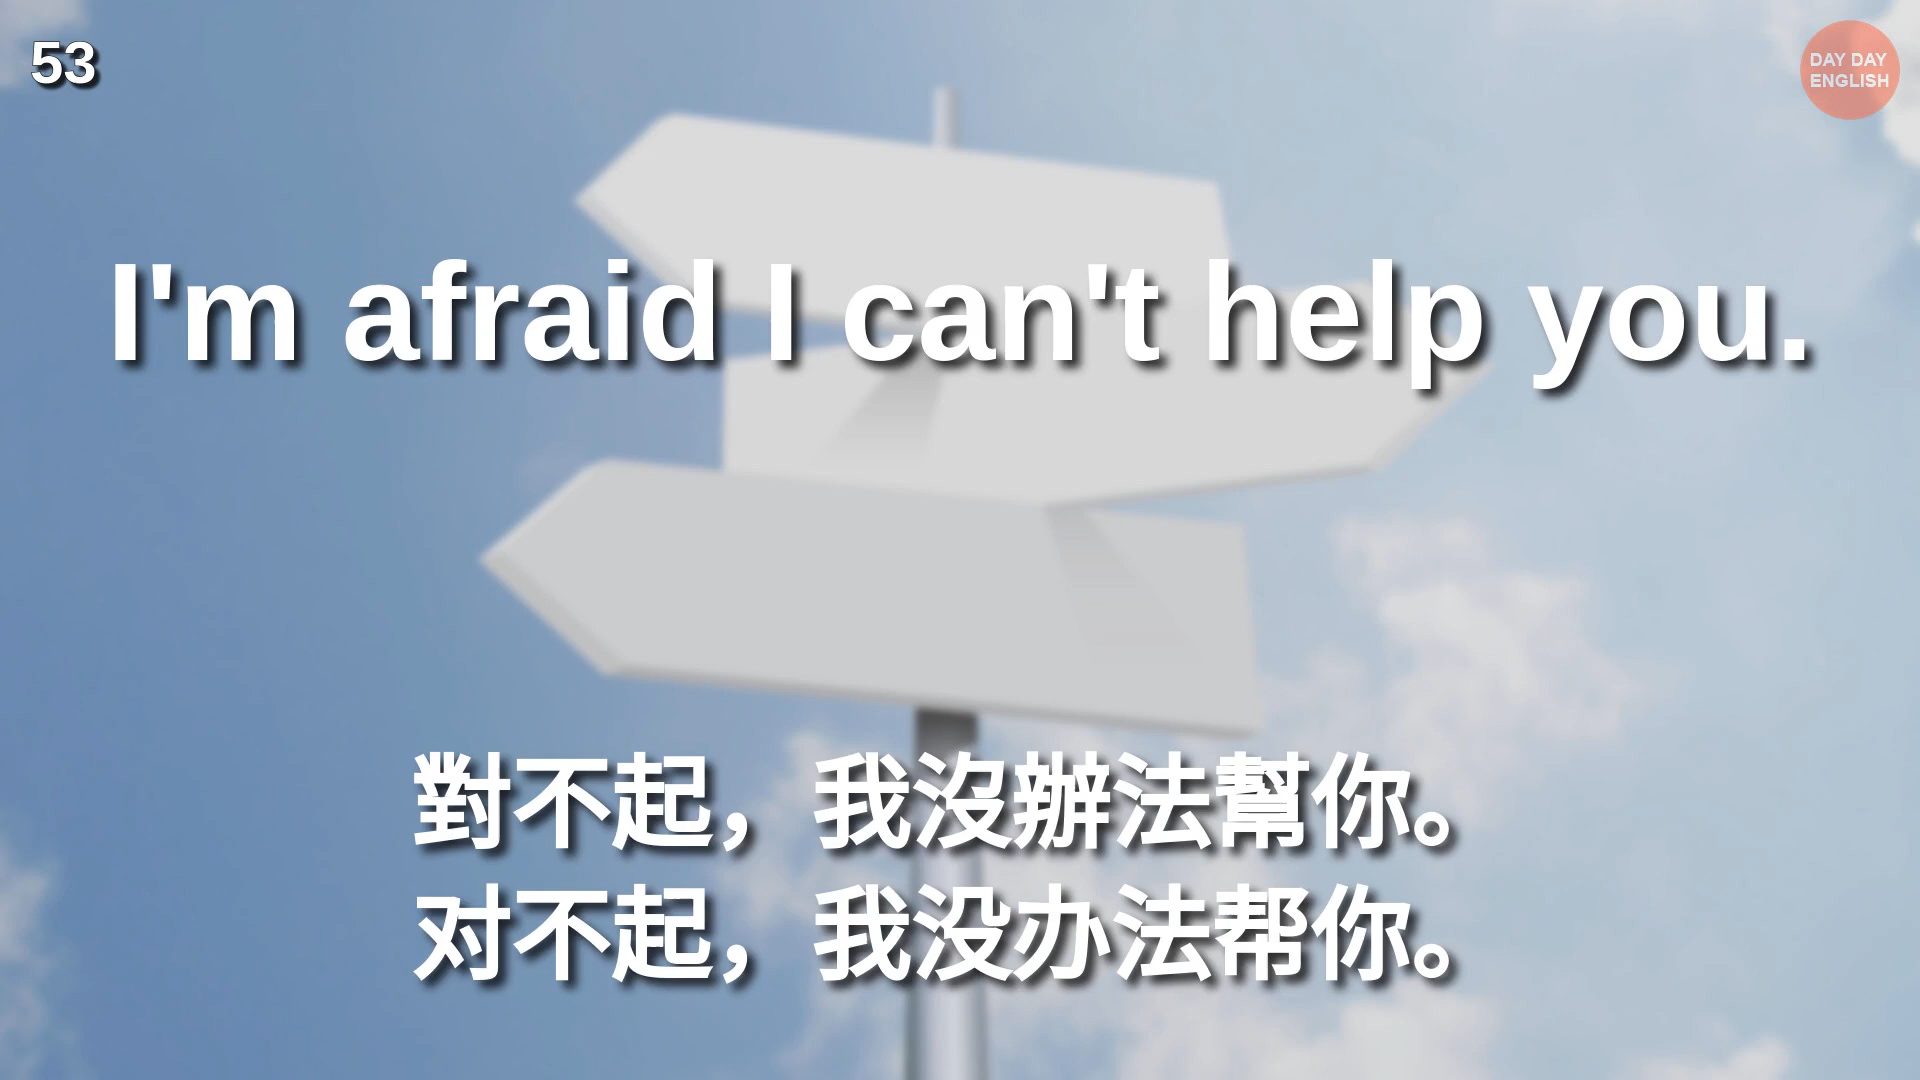 53
DAY DAY
ENGLISH
I'm afraid I can't help you.
對不起，我沒辦法幫你。
对不起，我没办法帮你。